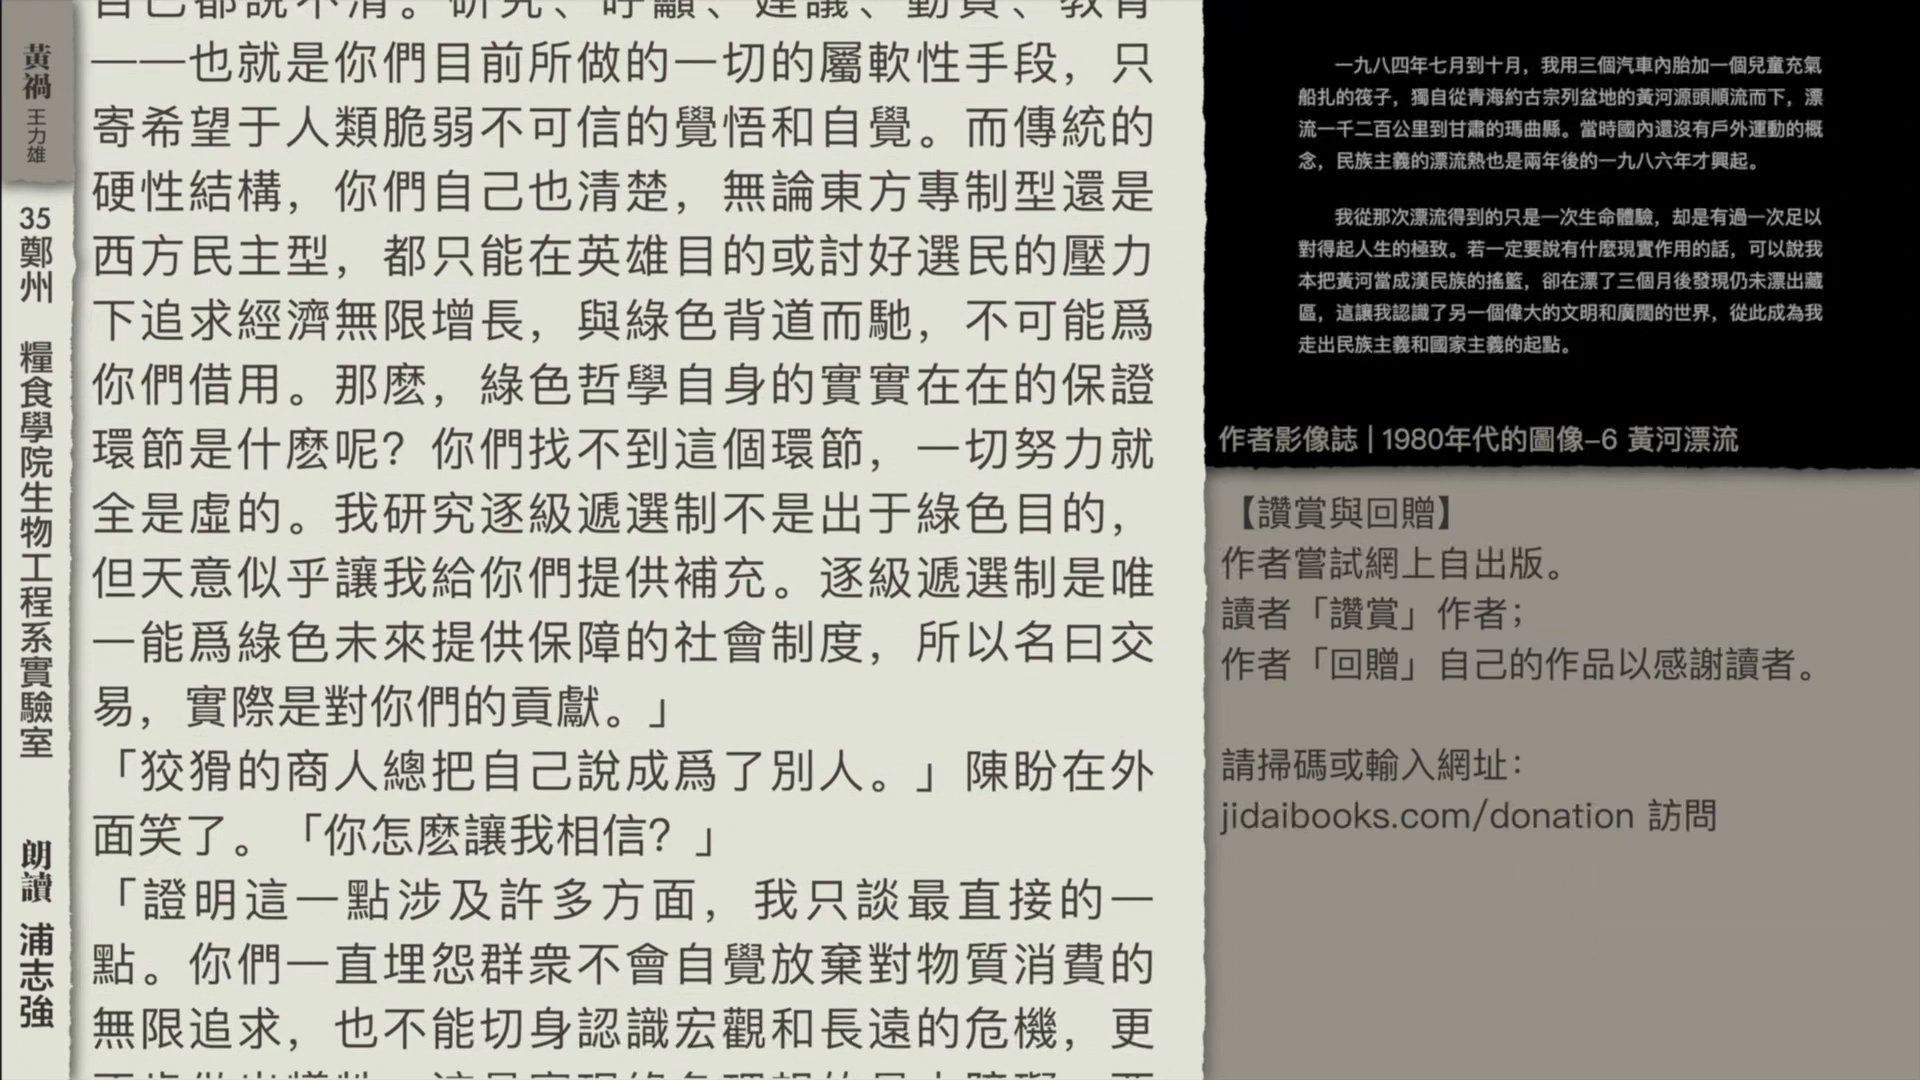 黃禍 王力雄
35鄭州 糧食學院生物工程系實驗室
朗讀 浦志強
自己都說不清。研究、呼籲、建議、動員、教育
——也就是你們目前所做的一切的屬軟性手段，只
寄希望于人類脆弱不可信的覺悟和自覺。而傳統的
硬性結構，你們自己也清楚，無論東方專制型還是
西方民主型，都只能在英雄目的或討好選民的壓力
下追求經濟無限增長，與綠色背道而馳，不可能爲
你們借用。那麽，綠色哲學自身的實實在在的保證
環節是什麽呢？你們找不到這個環節，一切努力就
全是虛的。我研究逐級遞選制不是出于綠色目的，
但天意似乎讓我給你們提供補充。逐級遞選制是唯
一能爲綠色未來提供保障的社會制度，所以名曰交
易，實際是對你們的貢獻。」
「狡猾的商人總把自己說成爲了別人。」陳盼在外
面笑了。「你怎麽讓我相信？」
「證明這一點涉及許多方面，我只談最直接的一
點。你們一直埋怨群衆不會自覺放棄對物質消費的
無限追求，也不能切身認識宏觀和長遠的危機，更
一九八四年七月到十月，我用三個汽車內胎加一個兒童充氣
船扎的筏子，獨自從青海約古宗列盆地的黃河源頭順流而下，漂
流一千二百公里到甘肅的瑪曲縣。當時國內還沒有戶外運動的概
念，民族主義的漂流熱也是兩年後的一九八六年才興起。
我從那次漂流得到的只是一次生命體驗，却是有過一次足以
對得起人生的極致。若一定要說有什麼現實作用的話，可以說我
本把黃河當成漢民族的搖籃，卻在漂了三個月後發現仍未漂出藏
區，這讓我認識了另一個偉大的文明和廣闊的世界，從此成為我
走出民族主義和國家主義的起點。
作者影像誌 | 1980年代的圖像–6 黃河漂流
【讚賞與回贈】
作者嘗試網上自出版。
讀者「讚賞」作者；
作者「回贈」自己的作品以感謝讀者。
請掃碼或輸入網址：
jidaibooks.com/donation 訪問